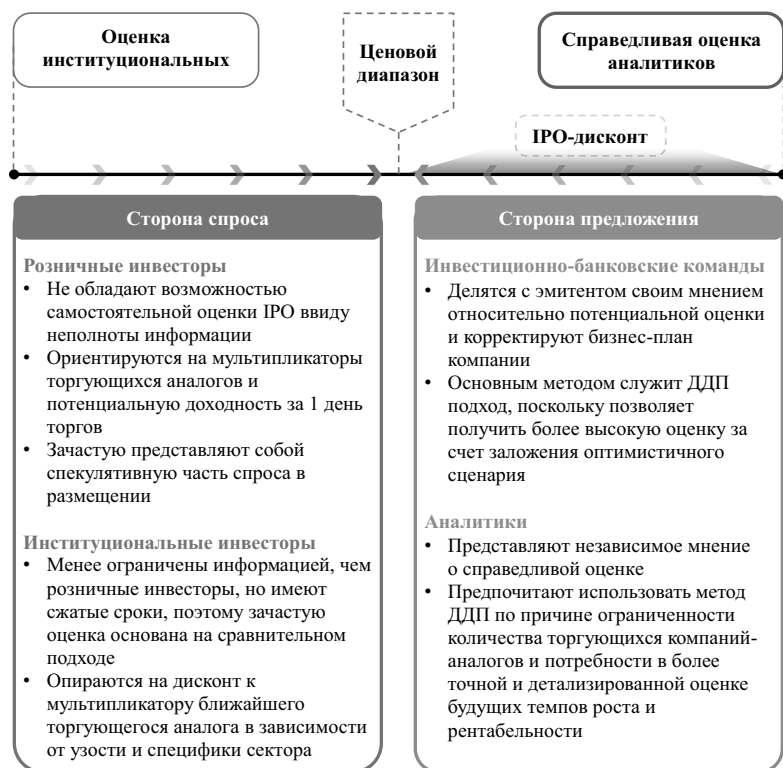 Оценка
институциональных
Ценовой
диапазон
Справедливая оценка
аналитиков
IPO-дисконт
Сторона спроса
Розничные инвесторы
• Не обладают возможностью
самостоятельной оценки IPO ввиду
неполноты информации
• Ориентируются на мультипликаторы
торгующихся аналогов и
потенциальную доходность за 1 день
торгов
• Зачастую представляют собой
спекулятивную часть спроса в
размещении
Институциональные инвесторы
• Менее ограничены информацией, чем
розничные инвесторы, но имеют
сжатые сроки, поэтому зачастую
оценка основана на сравнительном
подходе
• Опираются на дисконт к
мультипликатору ближайшего
торгующегося аналога в зависимости
от узости и специфики сектора
Сторона предложения
Инвестиционно-банковские команды
• Делятся с эмитентом своим мнением
относительно потенциальной оценки
и корректируют бизнес-план
компании
• Основным методом служит ДДП
подход, поскольку позволяет
получить более высокую оценку за
счет заложения оптимистичного
сценария
Аналитики
• Представляют независимое мнение
о справедливой оценке
• Предпочитают использовать метод
ДДП по причине ограниченности
количества торгующихся компаний-
аналогов и потребности в более
точной и детализированной оценке
будущих темпов роста и
рентабельности